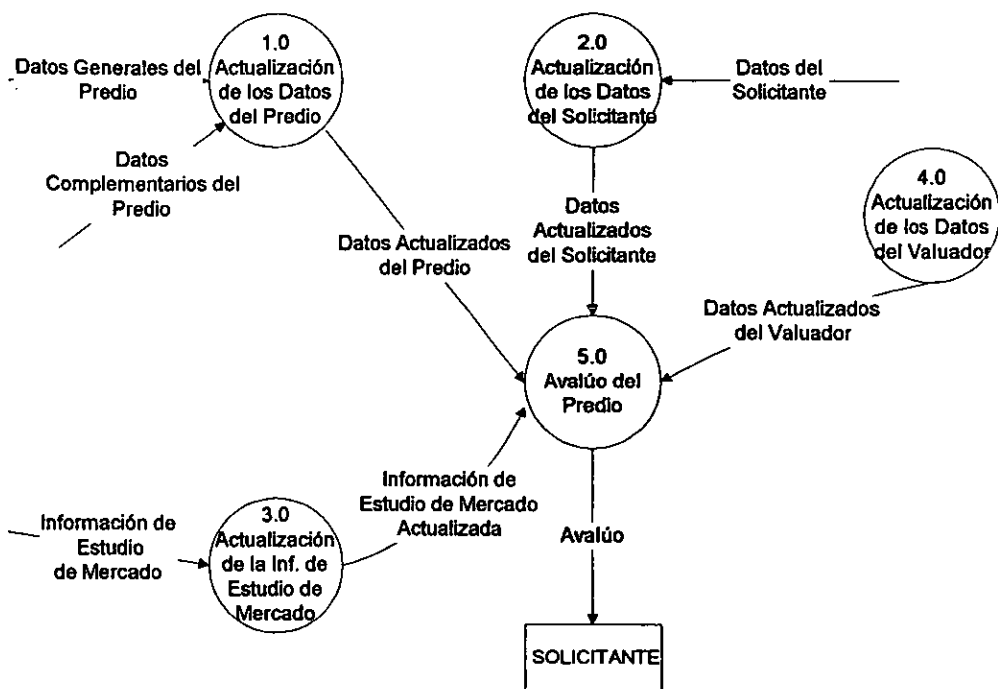 1.0
Actualización
de los Datos
del Predio
Datos Generales del
Predio
Datos
Complementarios del
Predio
2.0
Actualización
de los Datos
del Solicitante
Datos del
Solicitante
4.0
Actualización
de los Datos
del Valuador
Datos Actualizados
del Predio
Datos
Actualizados
del Solicitante
Datos Actualizados
del Valuador
5.0
Avalúo del
Predio
Información de
Estudio de Mercado
Actualizada
Información de
Estudio
de Mercado
3.0
Actualización
de la Inf. de
Estudio de
Mercado
Avalúo
SOLICITANTE